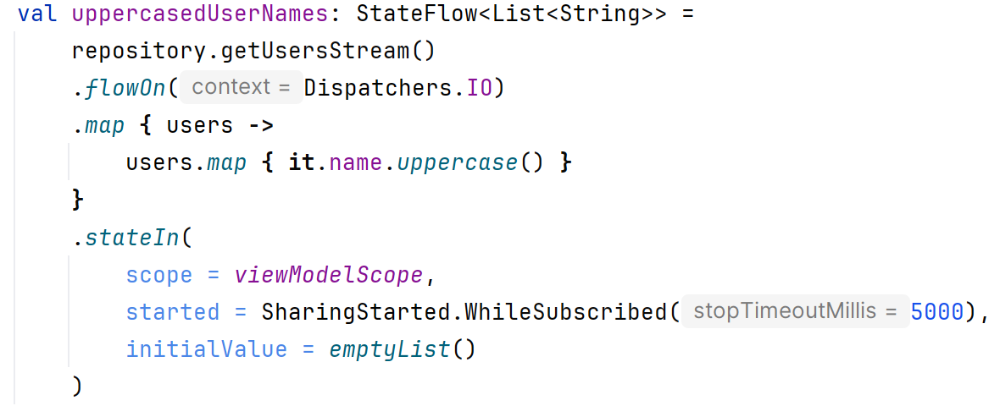 val uppercasedUserNames: StateFlow<List<String>> =
repository.getUsersStream()
.flowOn( context = Dispatchers.IO)
.map { users ->
users.map { it.name.uppercase() }
}
.stateIn(
scope = viewModelScope,
started = SharingStarted.WhileSubscribed( stopTimeoutMillis = 5000),
initialValue = emptyList()
)